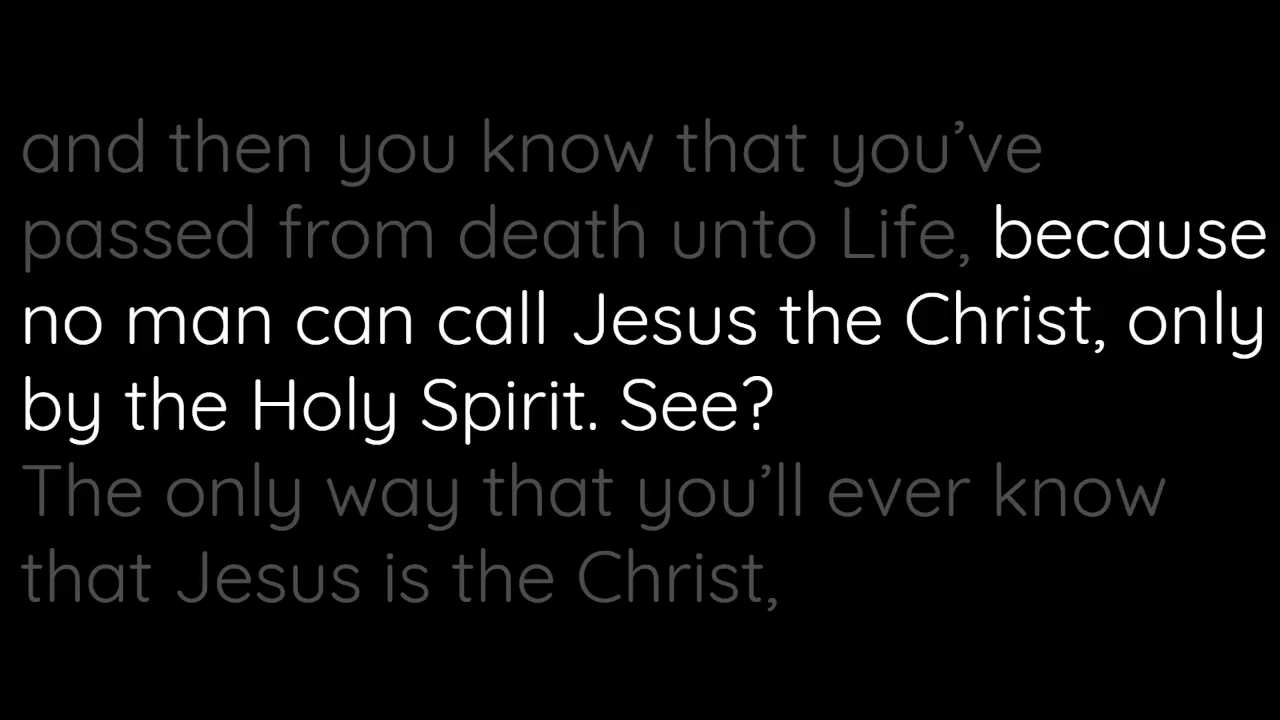 and then you know that you’ve
passed from death unto Life, because
no man can call Jesus the Christ, only
by the Holy Spirit. See?
The only way that you’ll ever know
that Jesus is the Christ,